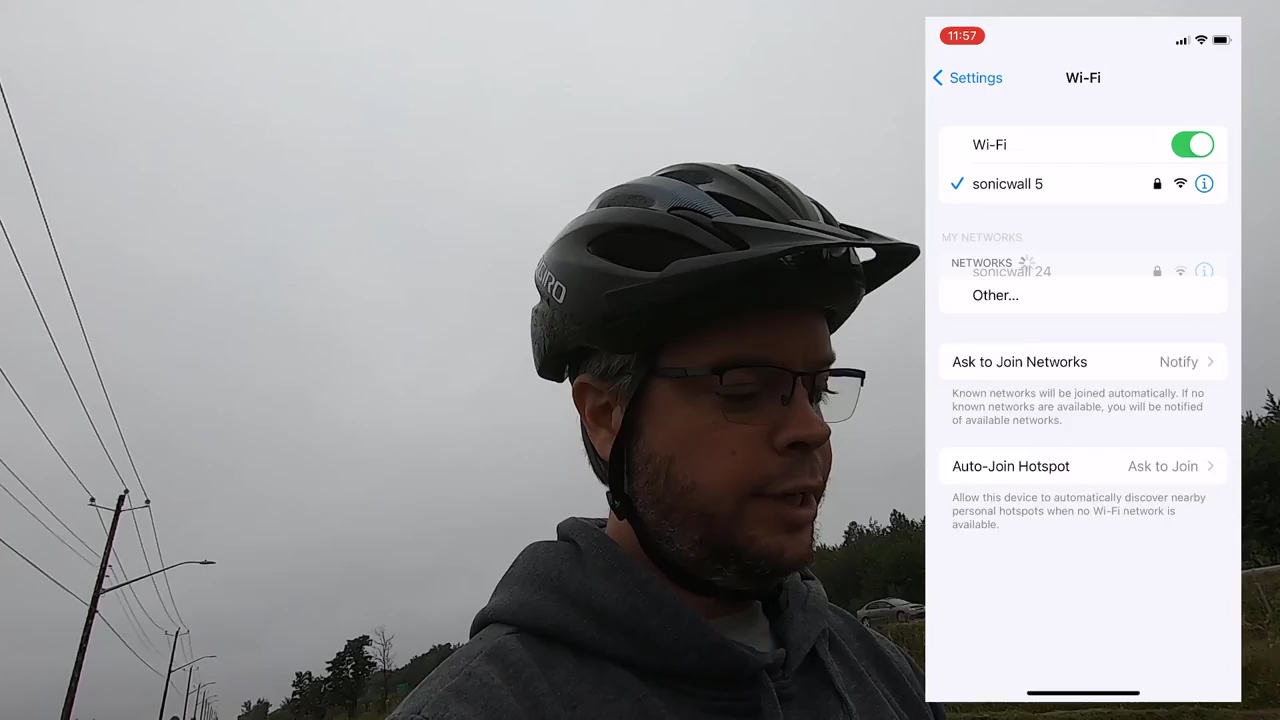 11:57
Settings
Wi-Fi
Wi-Fi
sonicwall 5
MY NETWORKS
NETWORKS
sonicwall 24
Other...
Ask to Join Networks Notify
Known networks will be joined automatically. If no
known networks are available, you will be notified
of available networks.
Auto-Join Hotspot Ask to Join
Allow this device to automatically discover nearby
personal hotspots when no Wi-Fi network is
available.
GIRO